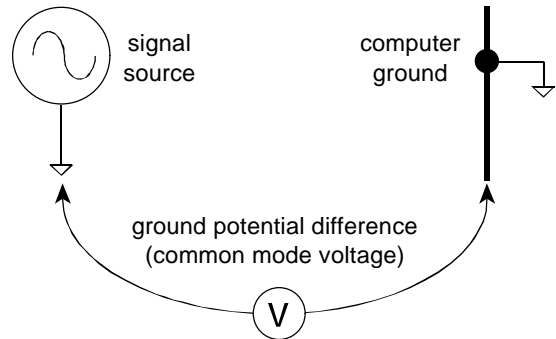 signal
source
computer
ground
ground potential difference
(common mode voltage)
V